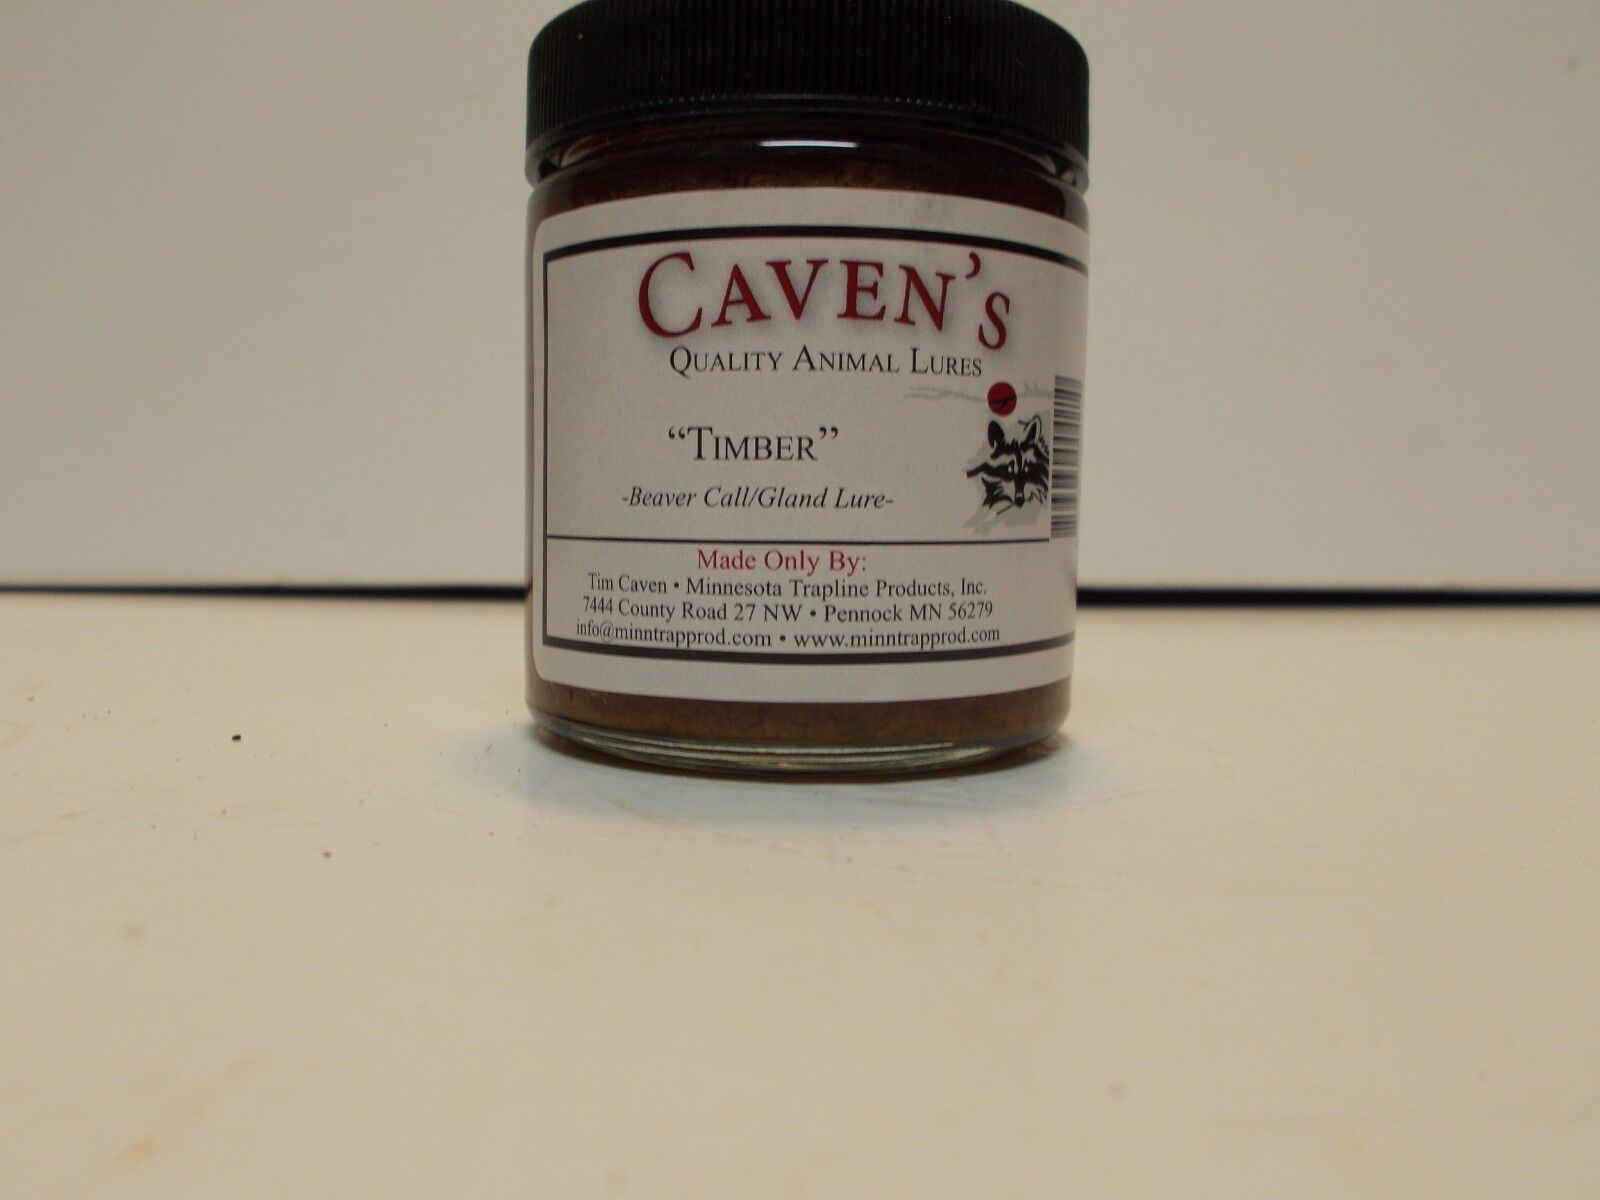 CAVEN'S
QUALITY ANIMAL LURES
“TIMBER”
-Beaver Call/Gland Lure-
Made Only By:
Tim Caven • Minnesota Trapline Products, Inc.
7444 County Road 27 NW • Pennock MN 56279
info@minntrapprod.com • www.minntrapprod.com